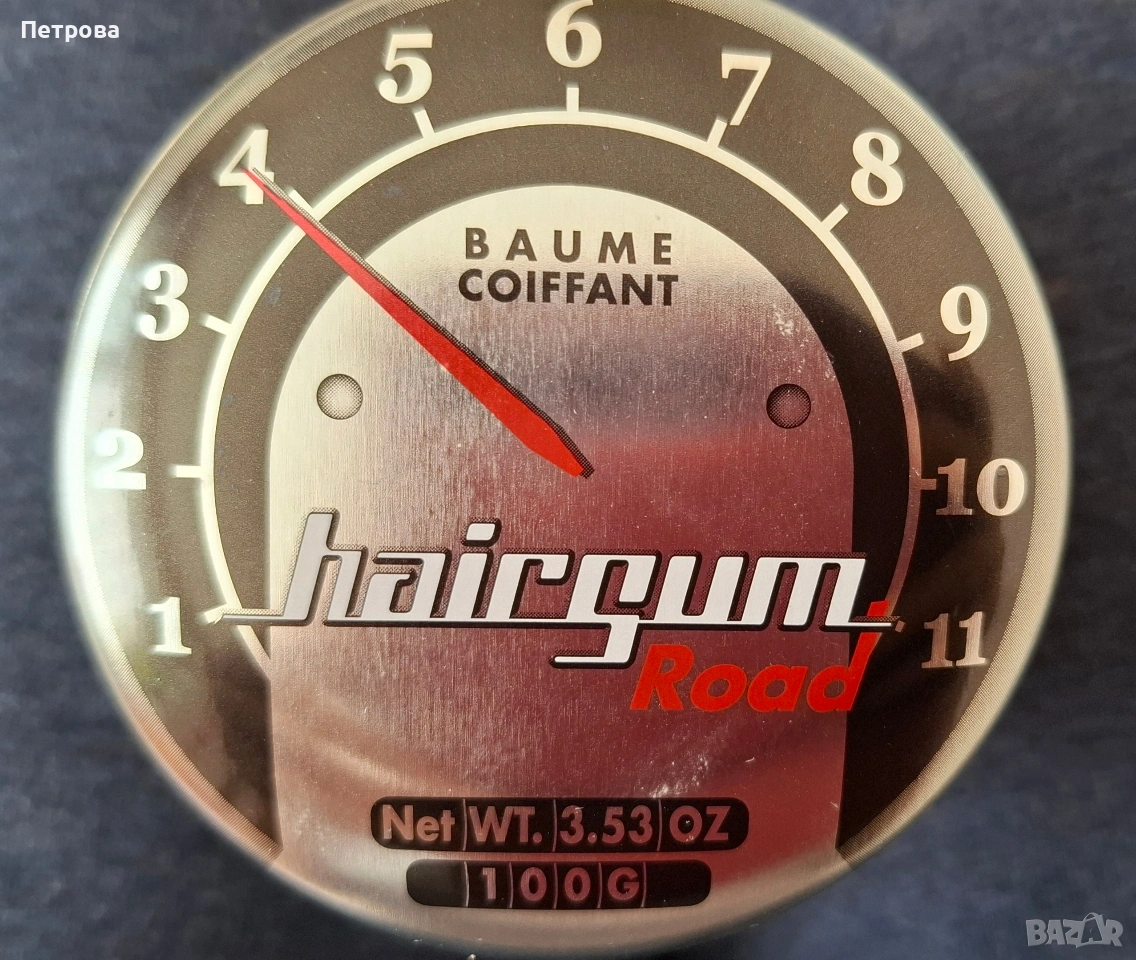 Петрова
6
5
7
4
8
3
9
2
10
1
11
BAUME
COIFFANT
hairgum
Road
Net WT. 3.53 OZ
100G
BAZAR